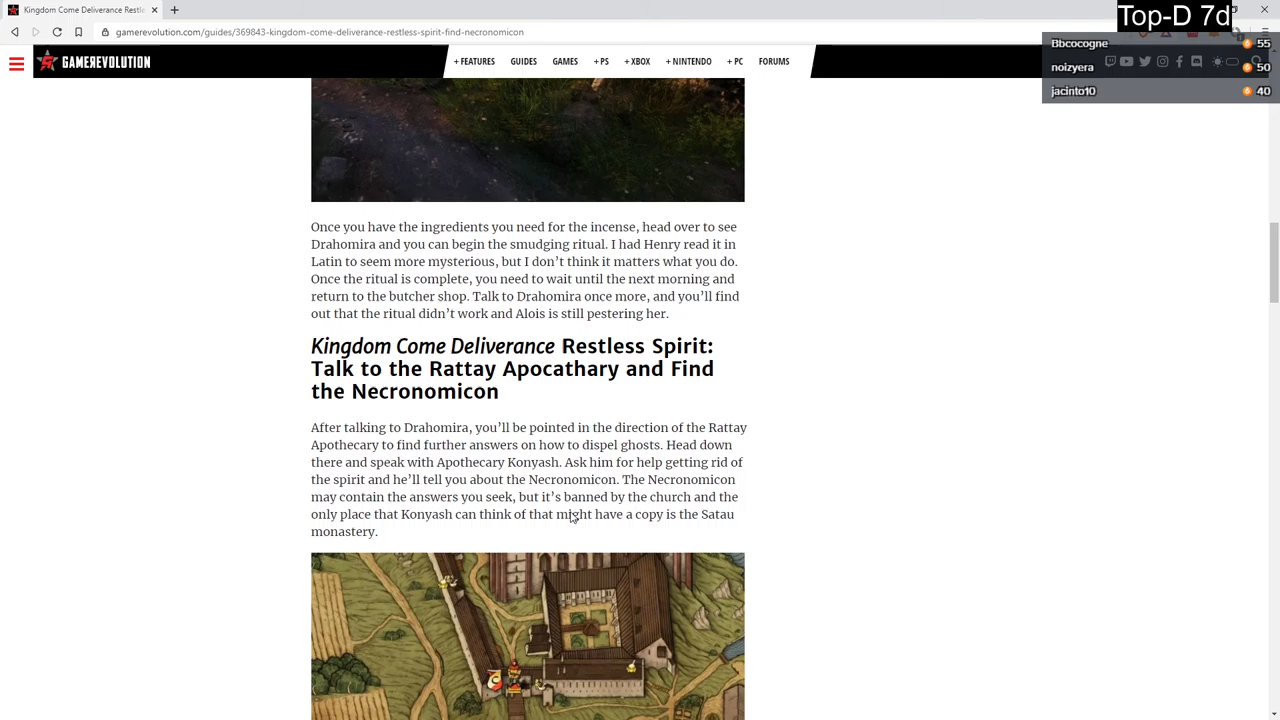 Kingdom Come Deliverance Restle
Top-D 7d
gamerevolution.com/guides/369843-kingdom-come-deliverance-restless-spirit-find-necronomicon
Bbcocogne 55
noizyera 50
jacinto10 40
GAMEREVOLUTION
+ FEATURES GUIDES GAMES + PS + XBOX + NINTENDO + PC FORUMS
Once you have the ingredients you need for the incense, head over to see
Drahomira and you can begin the smudging ritual. I had Henry read it in
Latin to seem more mysterious, but I don’t think it matters what you do.
Once the ritual is complete, you need to wait until the next morning and
return to the butcher shop. Talk to Drahomira once more, and you’ll find
out that the ritual didn’t work and Alois is still pestering her.
Kingdom Come Deliverance Restless Spirit:
Talk to the Rattay Apocathary and Find
the Necronomicon
After talking to Drahomira, you’ll be pointed in the direction of the Rattay
Apothecary to find further answers on how to dispel ghosts. Head down
there and speak with Apothecary Konyash. Ask him for help getting rid of
the spirit and he’ll tell you about the Necronomicon. The Necronomicon
may contain the answers you seek, but it’s banned by the church and the
only place that Konyash can think of that might have a copy is the Satau
monastery.